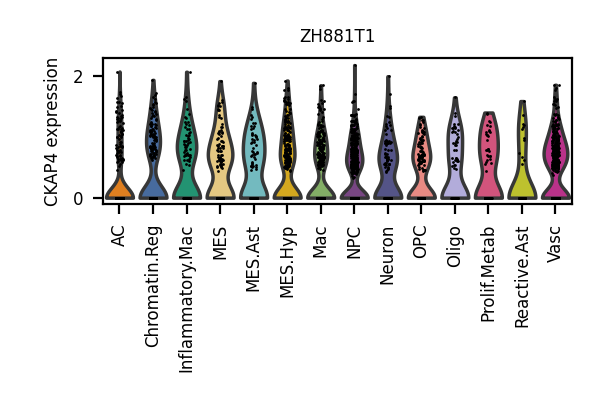 ZH881T1
CKAP4 expression
2
0
AC
Chromatin.Reg
Inflammatory.Mac
MES
MES.Ast
MES.Hyp
Mac
NPC
Neuron
OPC
Oligo
Prolif.Metab
Reactive.Ast
Vasc